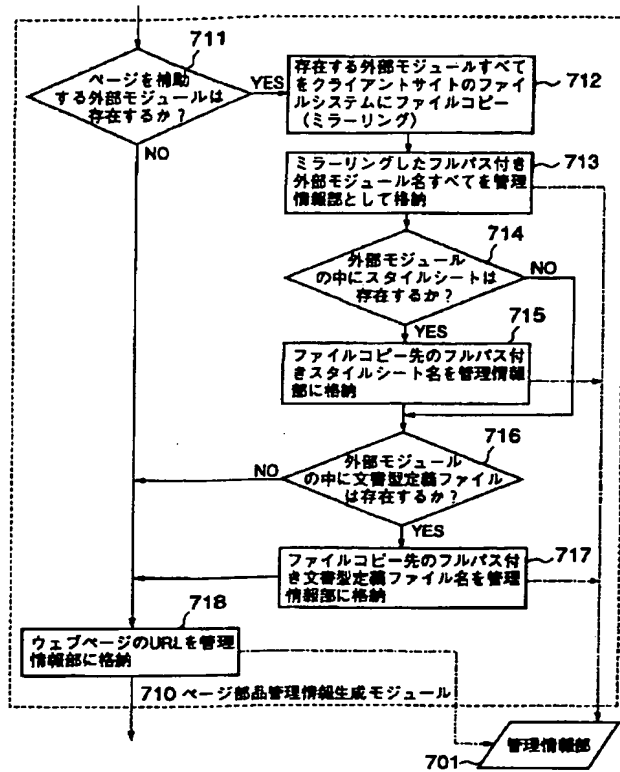 711
ページを補助
する外部モジュールは
存在するか？
YES
NO
存在する外部モジュールすべて
をクライアントサイトのファイ
ルシステムにファイルコピー
（ミラーリング）
712
ミラーリングしたフルパス付き
外部モジュール名すべてを管理
情報部として格納
713
714
外部モジュール
の中にスタイルシートは
存在するか？
NO
YES
715
ファイルコピー先のフルパス付
きスタイルシート名を管理情報
部に格納
716
外部モジュール
の中に文書型定義ファイル
は存在するか？
NO
YES
ファイルコピー先のフルパス付
き文書型定義ファイル名を管理
情報部に格納
717
718
ウェブページのURLを管理
情報部に格納
710 ページ部品管理情報生成モジュール
管理情報部
701